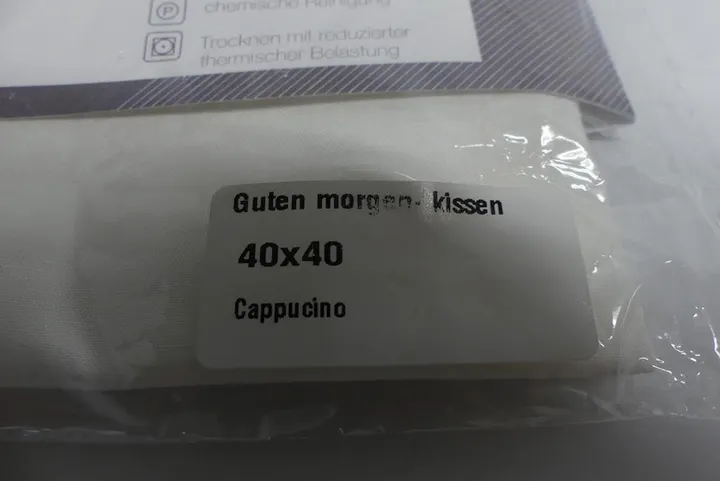 chemische Reinigung
P
Trocknen mit reduzierter
thermischer Belastung
Guten morgen- kissen
40x40
Cappucino